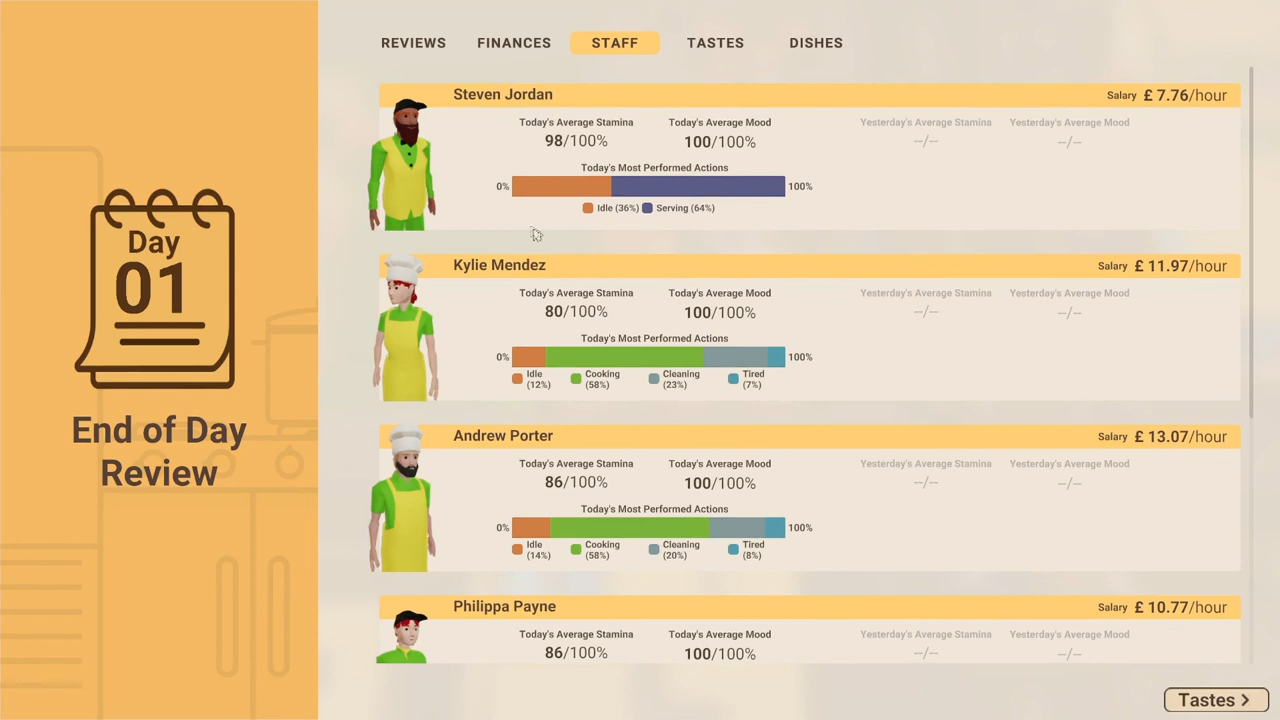 REVIEWS FINANCES STAFF TASTES DISHES
Day
01
End of Day
Review
Steven Jordan Salary £ 7.76/hour
Today's Average Stamina Today's Average Mood Yesterday's Average Stamina Yesterday's Average Mood
98/100% 100/100% --/-- --/--
Today's Most Performed Actions
0% 100%
Idle (36%) Serving (64%)
Kylie Mendez Salary £ 11.97/hour
Today's Average Stamina Today's Average Mood Yesterday's Average Stamina Yesterday's Average Mood
80/100% 100/100% --/-- --/--
Today's Most Performed Actions
0% 100%
Idle Cooking Cleaning Tired
(12%) (58%) (23%) (7%)
Andrew Porter Salary £ 13.07/hour
Today's Average Stamina Today's Average Mood Yesterday's Average Stamina Yesterday's Average Mood
86/100% 100/100% --/-- --/--
Today's Most Performed Actions
0% 100%
Idle Cooking Cleaning Tired
(14%) (58%) (20%) (8%)
Philippa Payne Salary £ 10.77/hour
Today's Average Stamina Today's Average Mood Yesterday's Average Stamina Yesterday's Average Mood
86/100% 100/100% --/-- --/--
Tastes >